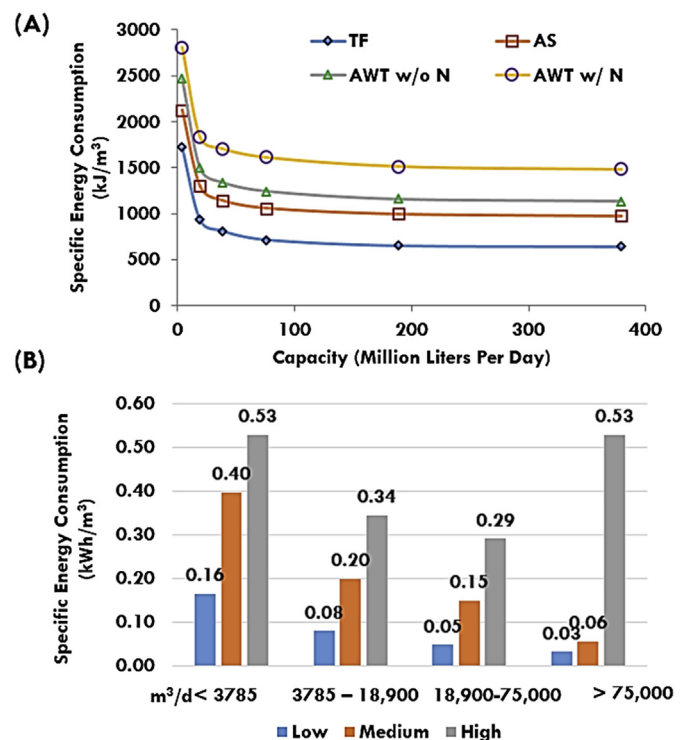 (A)
TF
AS
AWT w/o N
AWT w/ N
Specific Energy Consumption
(kJ/m³)
3000
2500
2000
1500
1000
500
0
0 100 200 300 400
Capacity (Million Liters Per Day)
(B)
Specific Energy Consumption
(kWh/m³)
0.60
0.50
0.40
0.30
0.20
0.10
0.00
0.16 0.40 0.53
0.08 0.20 0.34
0.05 0.15 0.29
0.03 0.06 0.53
m³/d < 3785 3785 – 18,900 18,900-75,000 > 75,000
Low Medium High